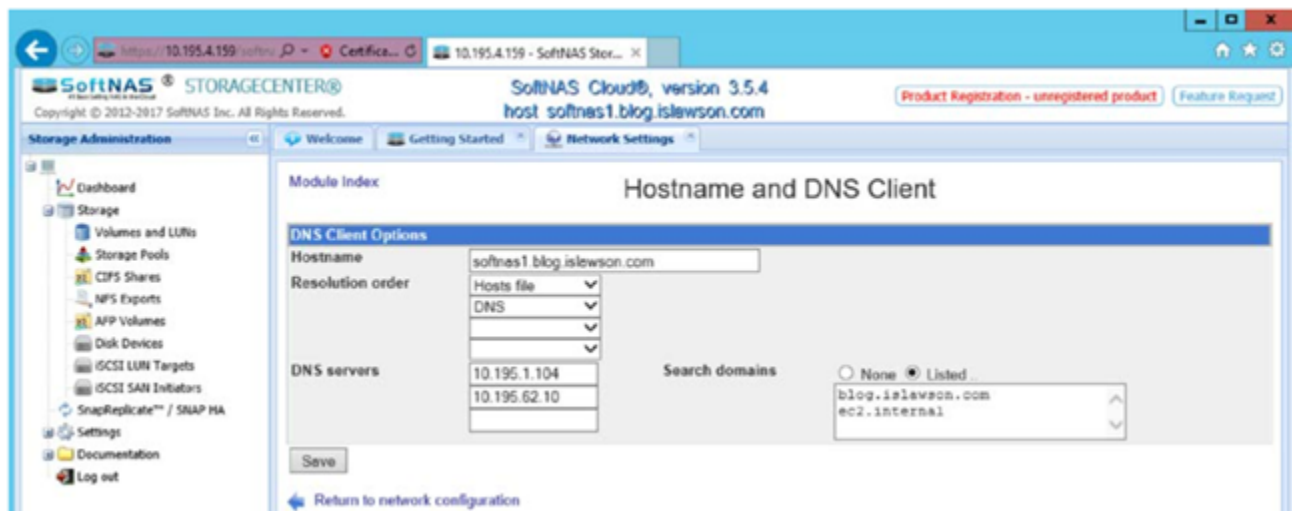 https://10.195.4.159/softn
Certifica...
10.195.4.159 - SoftNAS Stor...
SoftNAS ® STORAGECENTER®
Copyright © 2012-2017 SoftNAS Inc. All Rights Reserved.
SoftNAS Cloud®, version 3.5.4
host softnas1.blog.islewson.com
Product Registration - unregistered product
Feature Request
Storage Administration
Welcome
Getting Started
Network Settings
Dashboard
Storage
Volumes and LUNs
Storage Pools
CIFS Shares
NFS Exports
AFP Volumes
Disk Devices
iSCSI LUN Targets
iSCSI SAN Initiators
SnapReplicate™ / SNAP HA
Settings
Documentation
Log out
Module Index
Hostname and DNS Client
DNS Client Options
Hostname
softnas1.blog.islewson.com
Resolution order
Hosts file
DNS
DNS servers
10.195.1.104
10.195.62.10
Search domains
None
Listed ..
blog.islawson.com
ec2.internal
Save
Return to network configuration